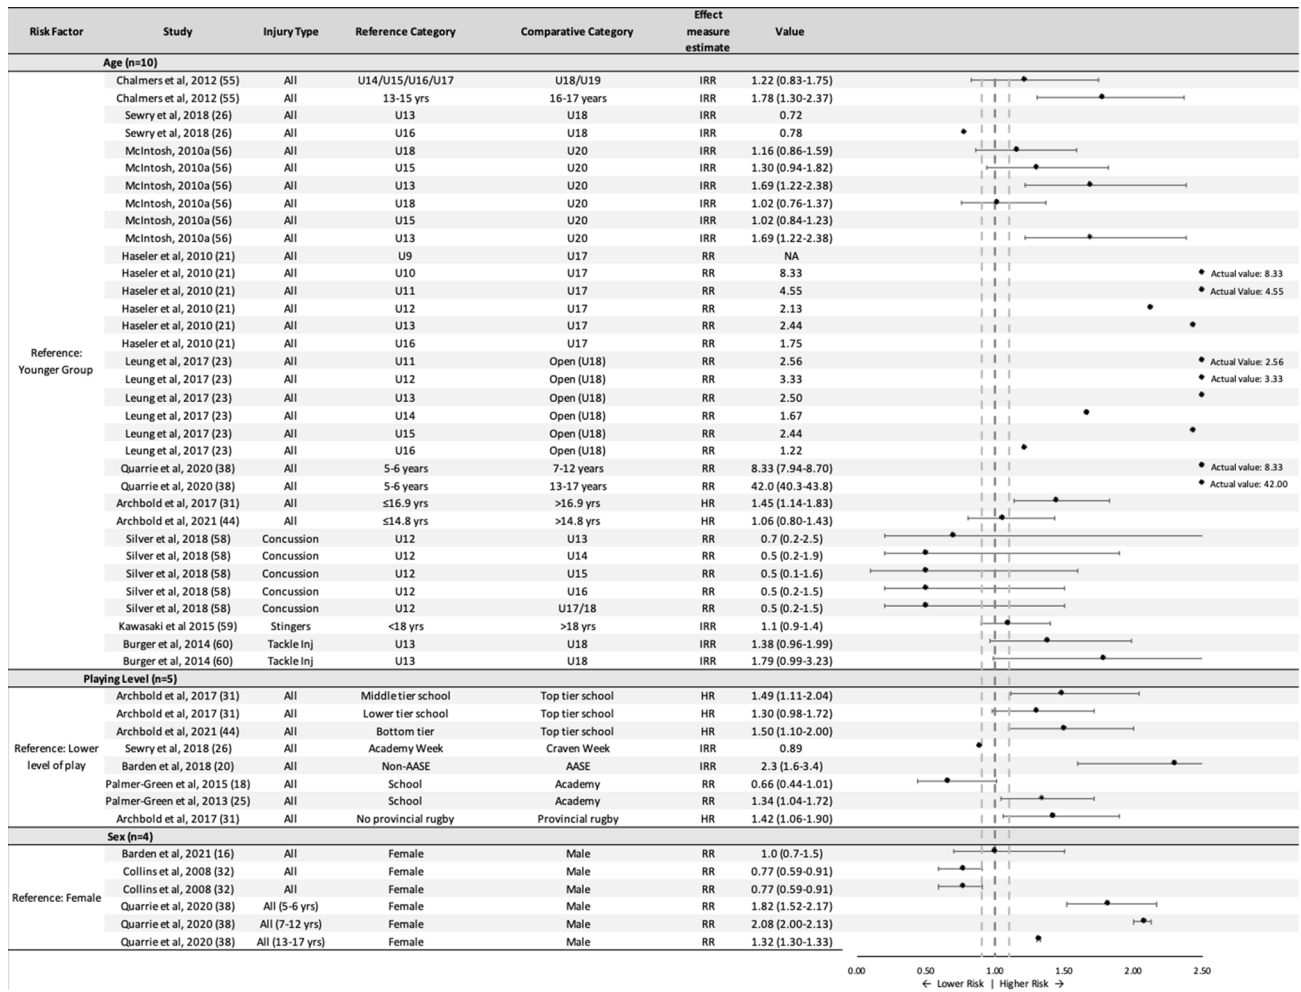 Risk Factor Study Injury Type Reference Category Comparative Category Effect measure estimate Value
Age (n=10)
Chalmers et al, 2012 (55) All U14/U15/U16/U17 U18/U19 IRR 1.22 (0.83-1.75)
Chalmers et al, 2012 (55) All 13-15 yrs 16-17 years IRR 1.78 (1.30-2.37)
Sewry et al, 2018 (26) All U13 U18 IRR 0.72
Sewry et al, 2018 (26) All U16 U18 IRR 0.78
McIntosh, 2010a (56) All U18 U20 IRR 1.16 (0.86-1.59)
McIntosh, 2010a (56) All U15 U20 IRR 1.30 (0.94-1.82)
McIntosh, 2010a (56) All U13 U20 IRR 1.69 (1.22-2.38)
McIntosh, 2010a (56) All U18 U20 IRR 1.02 (0.76-1.37)
McIntosh, 2010a (56) All U15 U20 IRR 1.02 (0.84-1.23)
McIntosh, 2010a (56) All U13 U20 IRR 1.69 (1.22-2.38)
Haseler et al, 2010 (21) All U9 U17 RR NA
Haseler et al, 2010 (21) All U10 U17 RR 8.33 Actual value: 8.33
Haseler et al, 2010 (21) All U11 U17 RR 4.55 Actual Value: 4.55
Haseler et al, 2010 (21) All U12 U17 RR 2.13
Haseler et al, 2010 (21) All U13 U17 RR 2.44
Haseler et al, 2010 (21) All U16 U17 RR 1.75
Reference: Younger Group
Leung et al, 2017 (23) All U11 Open (U18) RR 2.56 Actual Value: 2.56
Leung et al, 2017 (23) All U12 Open (U18) RR 3.33 Actual value: 3.33
Leung et al, 2017 (23) All U13 Open (U18) RR 2.50
Leung et al, 2017 (23) All U14 Open (U18) RR 1.67
Leung et al, 2017 (23) All U15 Open (U18) RR 2.44
Leung et al, 2017 (23) All U16 Open (U18) RR 1.22
Quarrie et al, 2020 (38) All 5-6 years 7-12 years RR 8.33 (7.94-8.70) Actual value: 8.33
Quarrie et al, 2020 (38) All 5-6 years 13-17 years RR 42.0 (40.3-43.8) Actual value: 42.00
Archbold et al, 2017 (31) All ≤16.9 yrs >16.9 yrs HR 1.45 (1.14-1.83)
Archbold et al, 2021 (44) All ≤14.8 yrs >14.8 yrs HR 1.06 (0.80-1.43)
Silver et al, 2018 (58) Concussion U12 U13 RR 0.7 (0.2-2.5)
Silver et al, 2018 (58) Concussion U12 U14 RR 0.5 (0.2-1.9)
Silver et al, 2018 (58) Concussion U12 U15 RR 0.5 (0.1-1.6)
Silver et al, 2018 (58) Concussion U12 U16 RR 0.5 (0.2-1.5)
Silver et al, 2018 (58) Concussion U12 U17/18 RR 0.5 (0.2-1.5)
Kawasaki et al 2015 (59) Stingers <18 yrs >18 yrs IRR 1.1 (0.9-1.4)
Burger et al, 2014 (60) Tackle Inj U13 U18 IRR 1.38 (0.96-1.99)
Burger et al, 2014 (60) Tackle Inj U13 U18 IRR 1.79 (0.99-3.23)
Playing Level (n=5)
Archbold et al, 2017 (31) All Middle tier school Top tier school HR 1.49 (1.11-2.04)
Archbold et al, 2017 (31) All Lower tier school Top tier school HR 1.30 (0.98-1.72)
Archbold et al, 2021 (44) All Bottom tier Top tier school HR 1.50 (1.10-2.00)
Reference: Lower level of play
Sewry et al, 2018 (26) All Academy Week Craven Week IRR 0.89
Barden et al, 2018 (20) All Non-AASE AASE IRR 2.3 (1.6-3.4)
Palmer-Green et al, 2015 (18) All School Academy RR 0.66 (0.44-1.01)
Palmer-Green et al, 2013 (25) All School Academy RR 1.34 (1.04-1.72)
Archbold et al, 2017 (31) All No provincial rugby Provincial rugby HR 1.42 (1.06-1.90)
Sex (n=4)
Barden et al, 2021 (16) All Female Male RR 1.0 (0.7-1.5)
Collins et al, 2008 (32) All Female Male RR 0.77 (0.59-0.91)
Collins et al, 2008 (32) All Female Male RR 0.77 (0.59-0.91)
Reference: Female
Quarrie et al, 2020 (38) All (5-6 yrs) Female Male RR 1.82 (1.52-2.17)
Quarrie et al, 2020 (38) All (7-12 yrs) Female Male RR 2.08 (2.00-2.13)
Quarrie et al, 2020 (38) All (13-17 yrs) Female Male RR 1.32 (1.30-1.33)
0.00 0.50 1.00 1.50 2.00 2.50
← Lower Risk | Higher Risk →